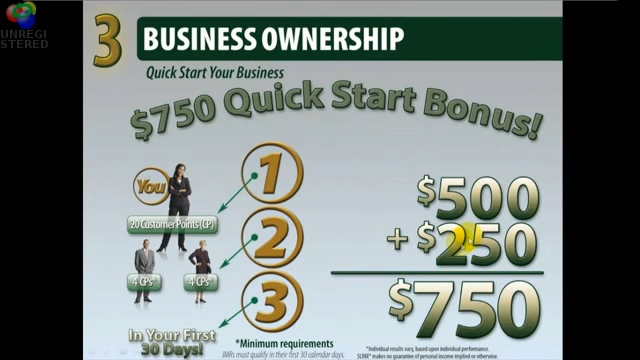 UNREGI
STERED
3
BUSINESS OWNERSHIP
Quick Start Your Business
$750 Quick Start Bonus!
You
1
20 Customer Points (CP)
2
4 CPs*
4 CPs*
3
In Your First
30 Days!
$500
+ $250
$750
*Minimum requirements
IMRs must qualify in their first 30 calendar days.
*Individual results vary, based upon individual performance.
makes no guarantee of personal income implied or otherwise.